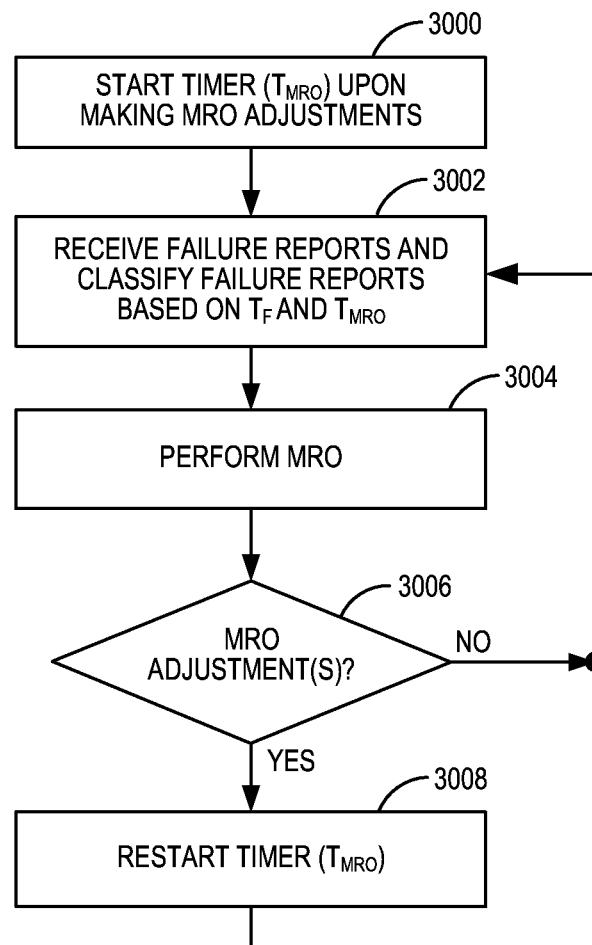 3000
START TIMER (TMRO) UPON
MAKING MRO ADJUSTMENTS
3002
RECEIVE FAILURE REPORTS AND
CLASSIFY FAILURE REPORTS
BASED ON TF AND TMRO
3004
PERFORM MRO
3006
MRO
ADJUSTMENT(S)?
NO
YES
3008
RESTART TIMER (TMRO)